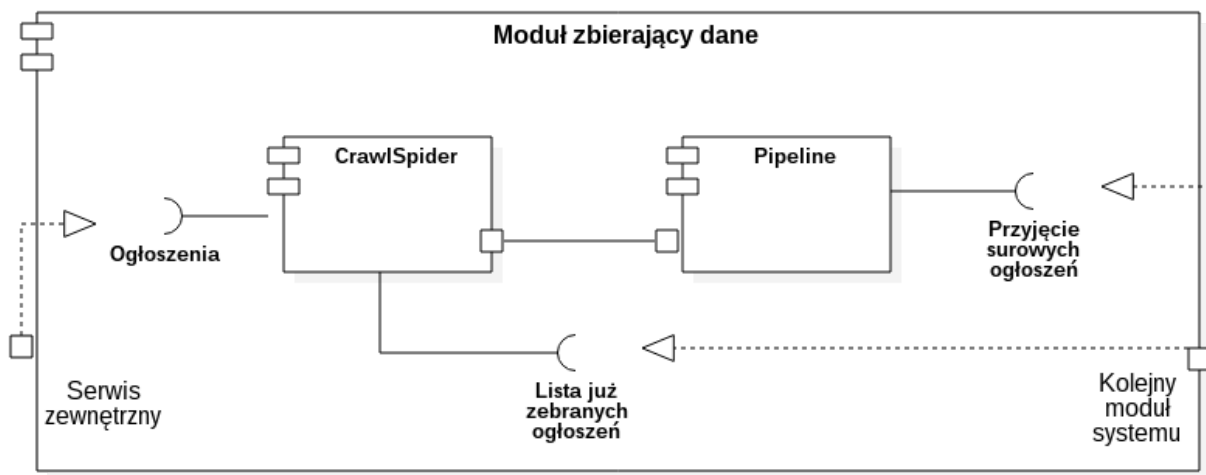 Moduł zbierający dane
CrawlSpider
Pipeline
Ogłoszenia
Przyjęcie
surowych
ogłoszeń
Serwis
zewnętrzny
Lista już
zebranych
ogłoszeń
Kolejny
moduł
systemu